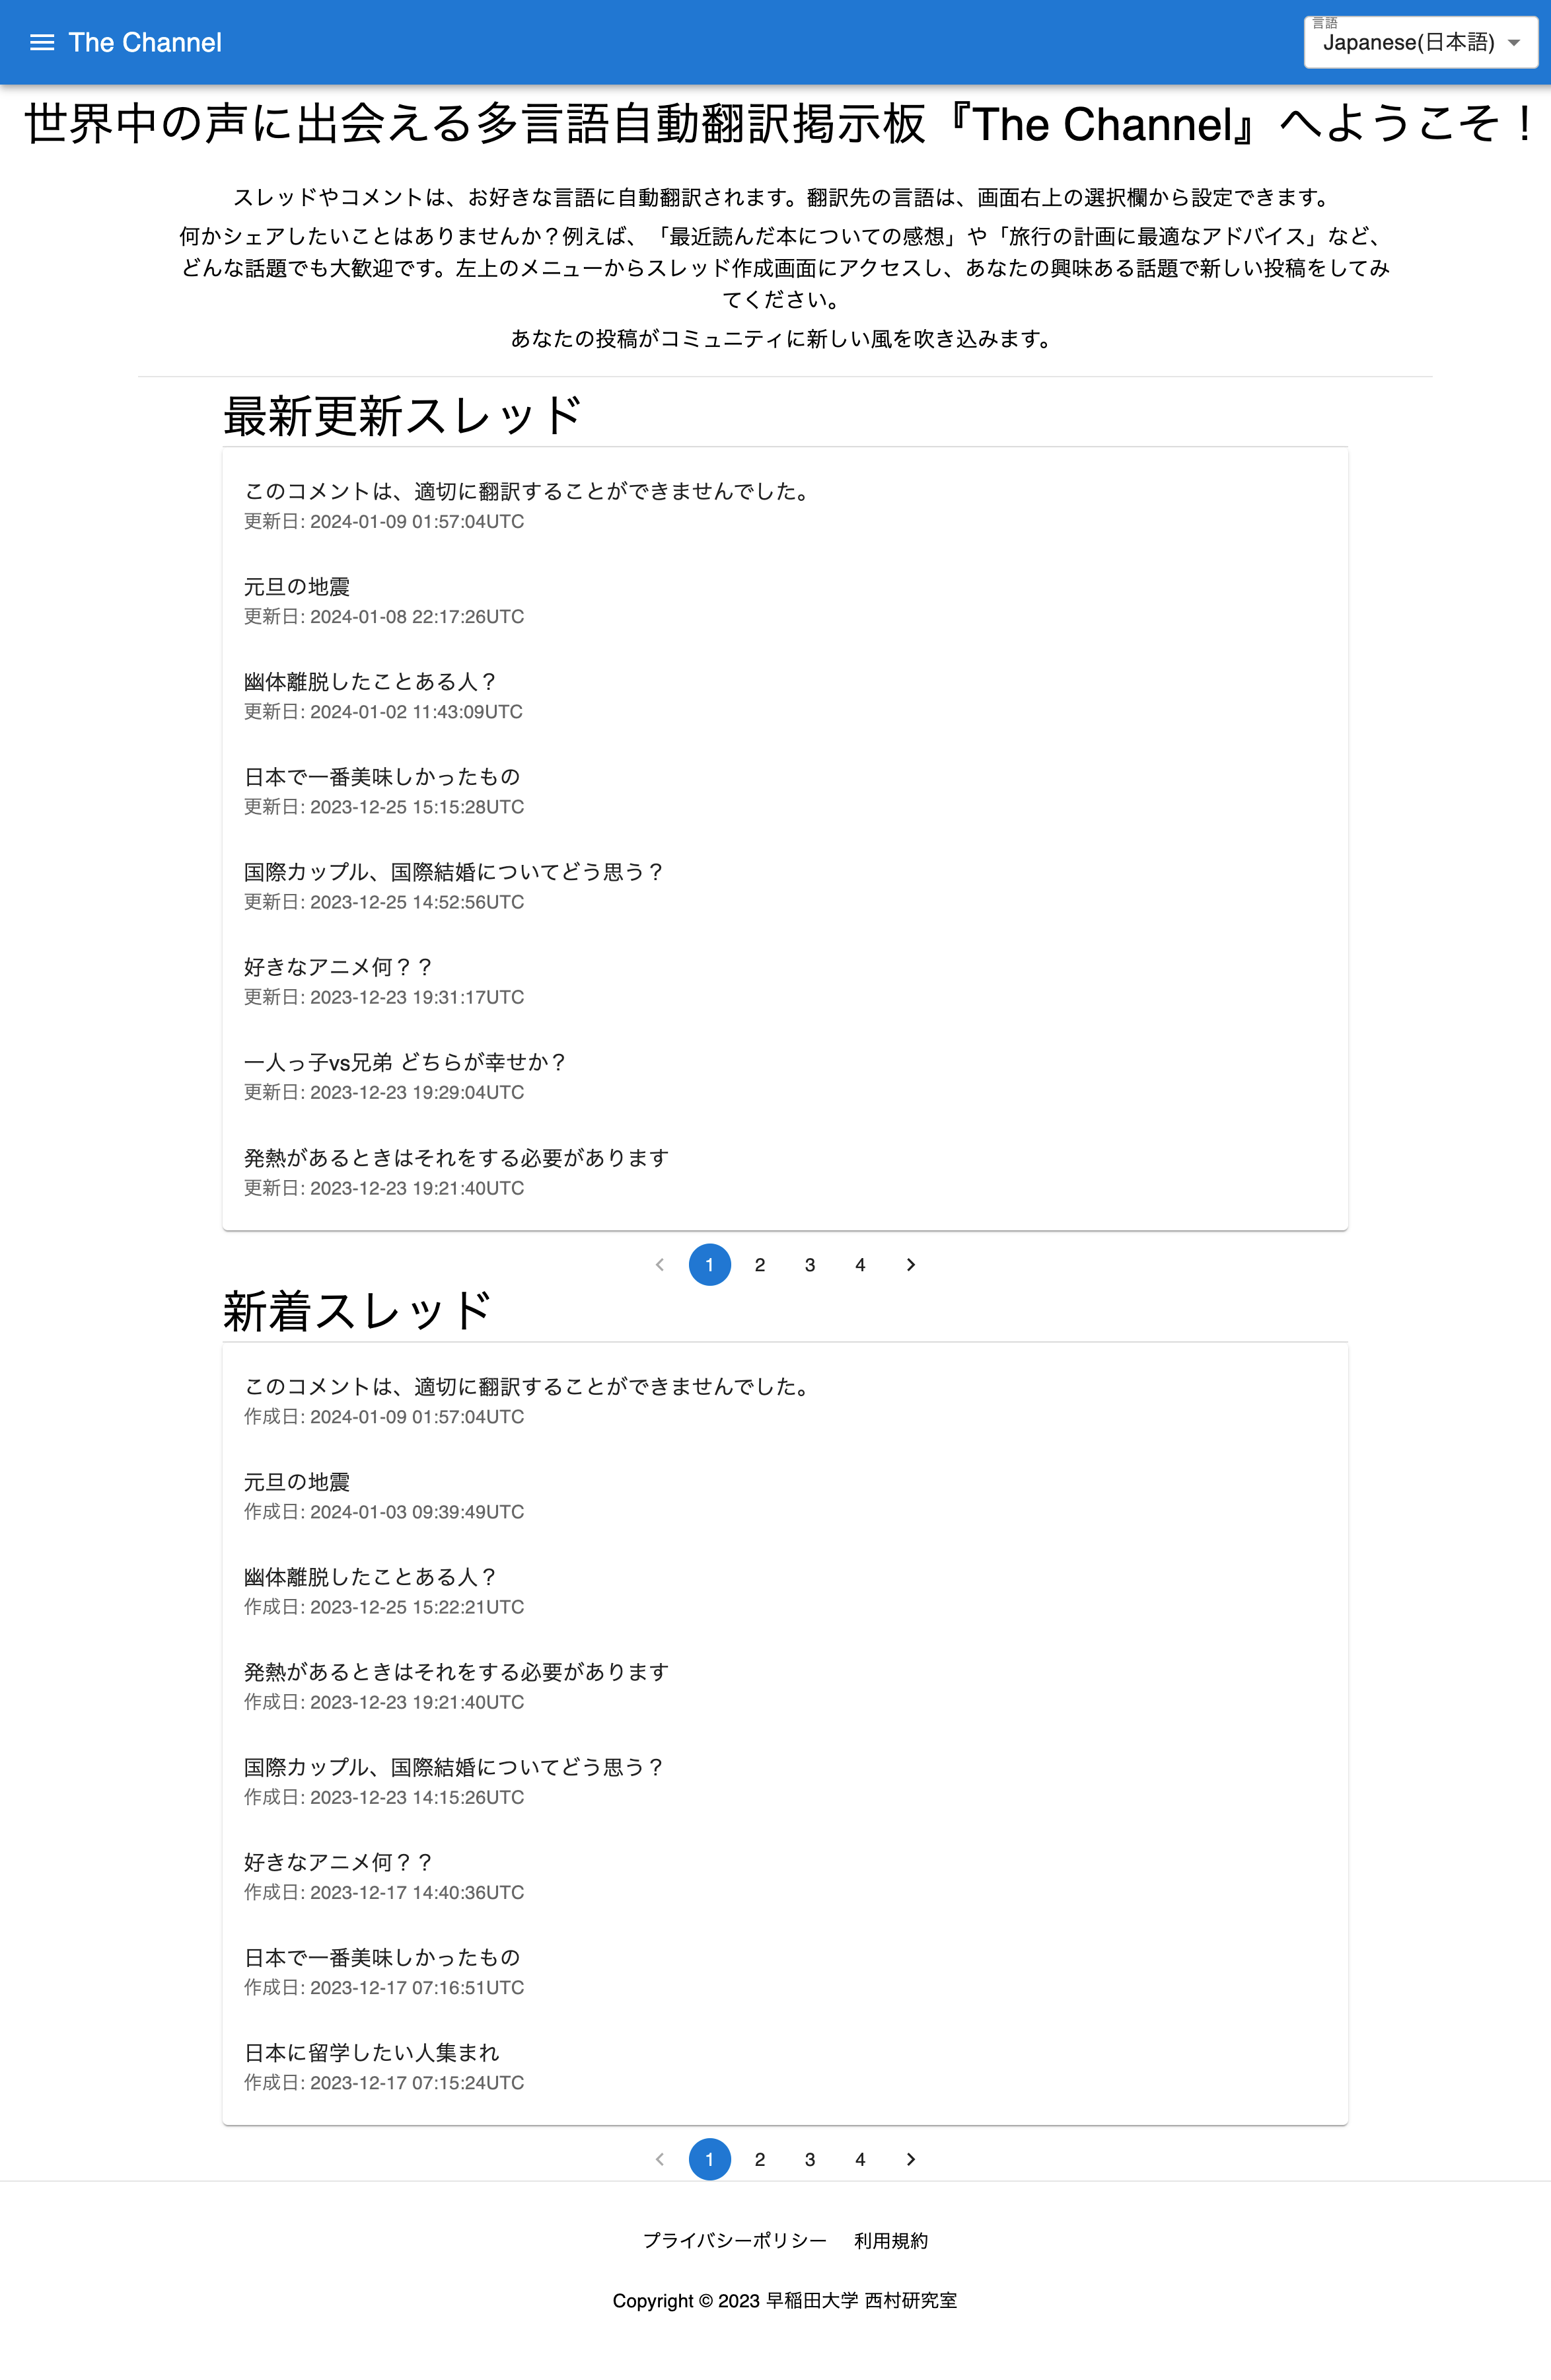 The Channel
言語
Japanese(日本語)
世界中の声に出会える多言語自動翻訳掲示板『The Channel』へようこそ！
スレッドやコメントは、お好きな言語に自動翻訳されます。翻訳先の言語は、画面右上の選択欄から設定できます。
何かシェアしたいことはありませんか？例えば、「最近読んだ本についての感想」や「旅行の計画に最適なアドバイス」など、
どんな話題でも大歓迎です。左上のメニューからスレッド作成画面にアクセスし、あなたの興味ある話題で新しい投稿をしてみ
てください。
あなたの投稿がコミュニティに新しい風を吹き込みます。
最新更新スレッド
このコメントは、適切に翻訳することができませんでした。
更新日: 2024-01-09 01:57:04UTC
元旦の地震
更新日: 2024-01-08 22:17:26UTC
幽体離脱したことある人？
更新日: 2024-01-02 11:43:09UTC
日本で一番美味しかったもの
更新日: 2023-12-25 15:15:28UTC
国際カップル、国際結婚についてどう思う？
更新日: 2023-12-25 14:52:56UTC
好きなアニメ何？？
更新日: 2023-12-23 19:31:17UTC
一人っ子vs兄弟 どちらが幸せか？
更新日: 2023-12-23 19:29:04UTC
発熱があるときはそれをする必要があります
更新日: 2023-12-23 19:21:40UTC
1 2 3 4
新着スレッド
このコメントは、適切に翻訳することができませんでした。
作成日: 2024-01-09 01:57:04UTC
元旦の地震
作成日: 2024-01-03 09:39:49UTC
幽体離脱したことある人？
作成日: 2023-12-25 15:22:21UTC
発熱があるときはそれをする必要があります
作成日: 2023-12-23 19:21:40UTC
国際カップル、国際結婚についてどう思う？
作成日: 2023-12-23 14:15:26UTC
好きなアニメ何？？
作成日: 2023-12-17 14:40:36UTC
日本で一番美味しかったもの
作成日: 2023-12-17 07:16:51UTC
日本に留学したい人集まれ
作成日: 2023-12-17 07:15:24UTC
1 2 3 4
プライバシーポリシー 利用規約
Copyright © 2023 早稲田大学 西村研究室